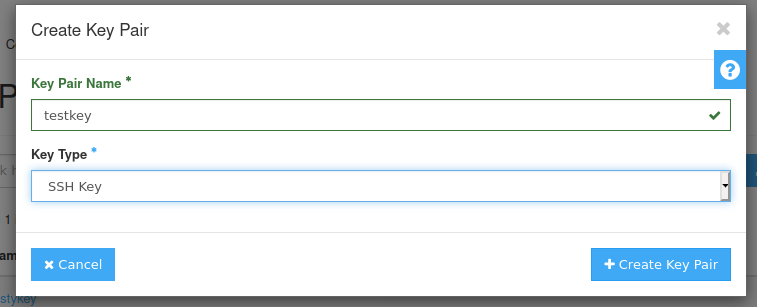 Create Key Pair
Key Pair Name *
testkey
Key Type *
SSH Key
Cancel
Create Key Pair